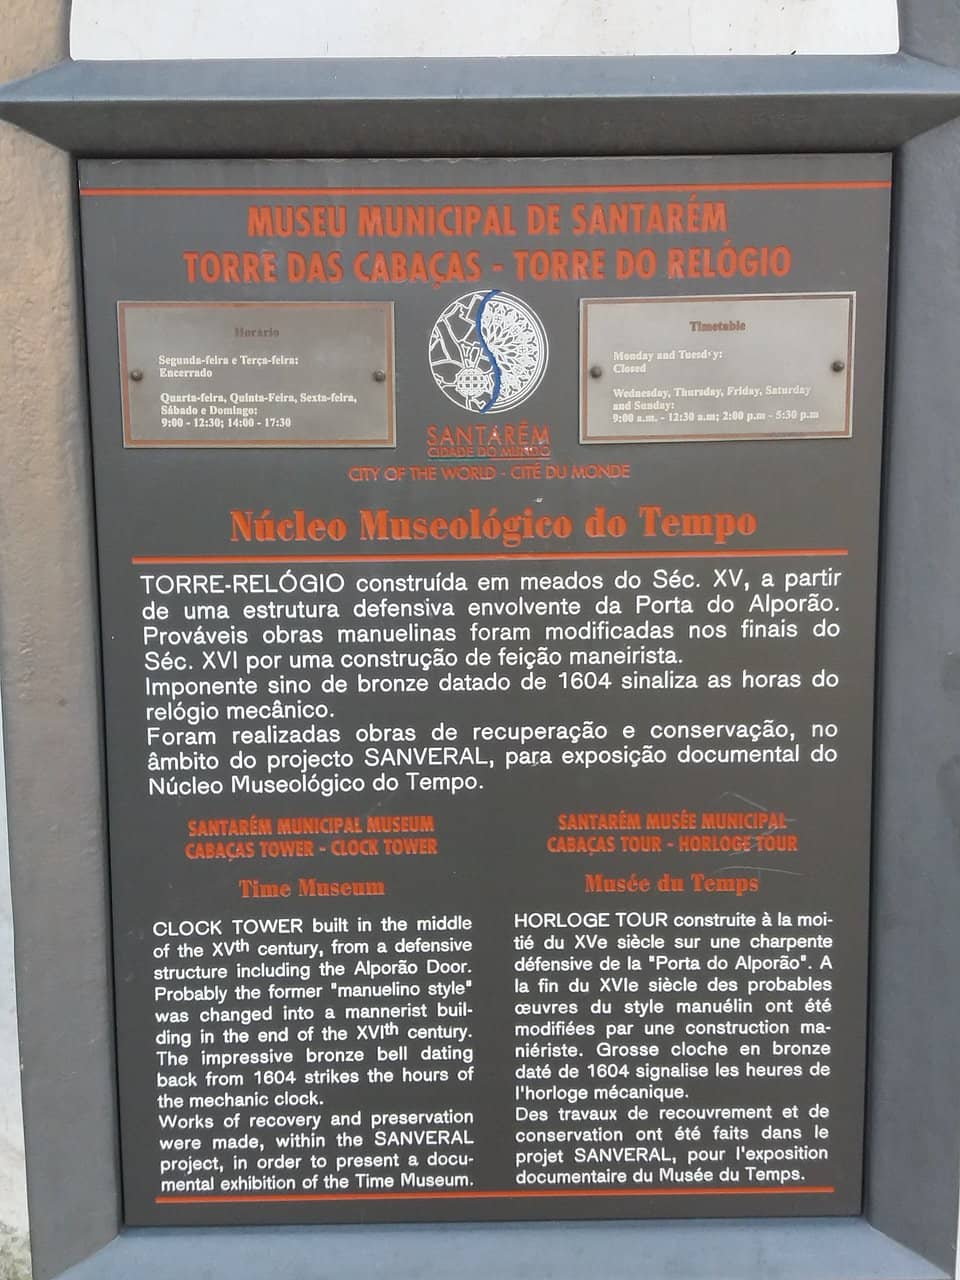 MUSEU MUNICIPAL DE SANTARÉM
TORRE DAS CABAÇAS - TORRE DO RELÓGIO
Horário
Segunda-feira e Terça-feira:
Encerrado
Quarta-feira, Quinta-Feira, Sexta-feira,
Sábado e Domingo:
9:00 - 12:30; 14:00 - 17:30
Timetable
Monday and Tuesday:
Closed
Wednesday, Thursday, Friday, Saturday
and Sunday:
9:00 a.m. - 12:30 a.m; 2:00 p.m - 5:30 p.m
SANTARÉM
CIDADE DO MUNDO
CITY OF THE WORLD - CITÉ DU MONDE
Núcleo Museológico do Tempo
TORRE-RELÓGIO construída em meados do Séc. XV, a partir
de uma estrutura defensiva envolvente da Porta do Alporão.
Prováveis obras manuelinas foram modificadas nos finais do
Séc. XVI por uma construção de feição maneirista.
Imponente sino de bronze datado de 1604 sinaliza as horas do
relógio mecânico.
Foram realizadas obras de recuperação e conservação, no
âmbito do projecto SANVERAL, para exposição documental do
Núcleo Museológico do Tempo.
SANTARÉM MUNICIPAL MUSEUM
CABAÇAS TOWER - CLOCK TOWER
Time Museum
CLOCK TOWER built in the middle
of the XVth century, from a defensive
structure including the Alporão Door.
Probably the former "manuelino style"
was changed into a mannerist buil-
ding in the end of the XVIth century.
The impressive bronze bell dating
back from 1604 strikes the hours of
the mechanic clock.
Works of recovery and preservation
were made, within the SANVERAL
project, in order to present a docu-
mental exhibition of the Time Museum.
SANTARÉM MUSÉE MUNICIPAL
CABAÇAS TOUR - HORLOGE TOUR
Musée du Temps
HORLOGE TOUR construite à la moi-
tié du XVe siècle sur une charpente
défensive de la "Porta do Alporão". A
la fin du XVIe siècle des probables
œuvres du style manuélin ont été
modifiées par une construction ma-
niériste. Grosse cloche en bronze
daté de 1604 signalise les heures de
l'horloge mécanique.
Des travaux de recouvrement et de
conservation ont été faits dans le
projet SANVERAL, pour l'exposition
documentaire du Musée du Temps.